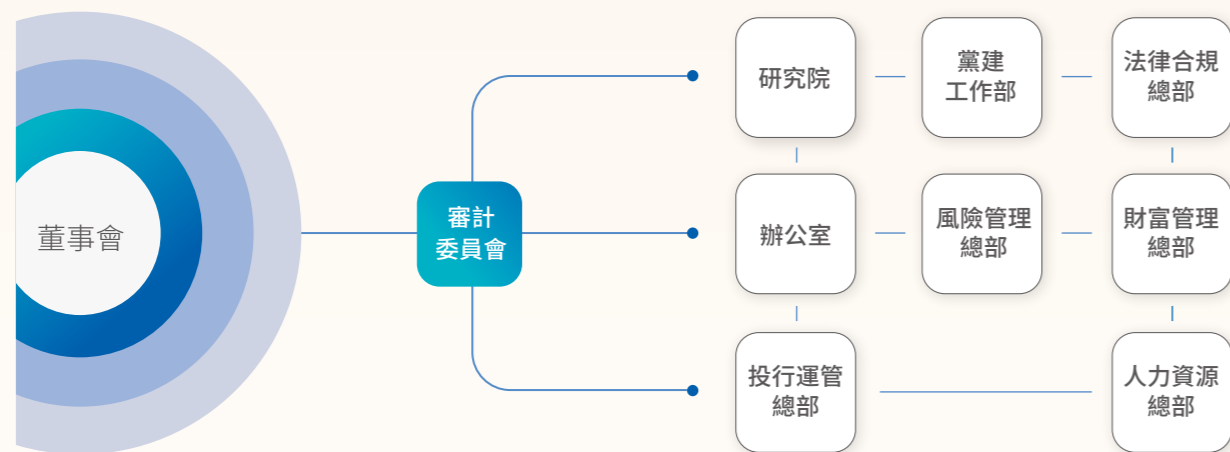 董事會
審計
委員會
研究院
黨建
工作部
法律合規
總部
辦公室
風險管理
總部
財富管理
總部
投行運管
總部
人力資源
總部